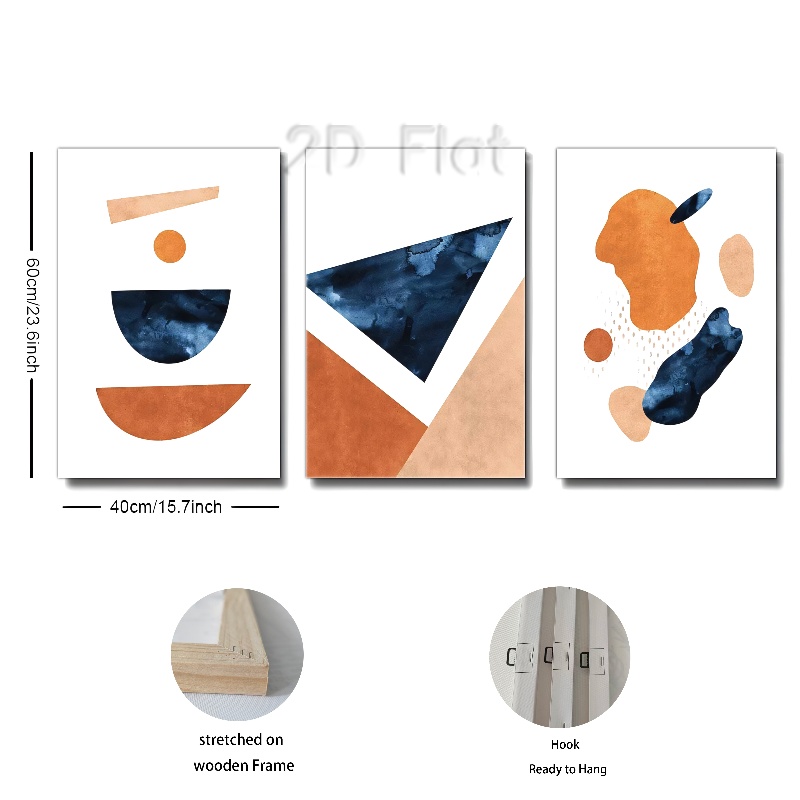 2D Flat
60cm/23.6inch
40cm/15.7inch
stretched on
wooden Frame
Hook
Ready to Hang